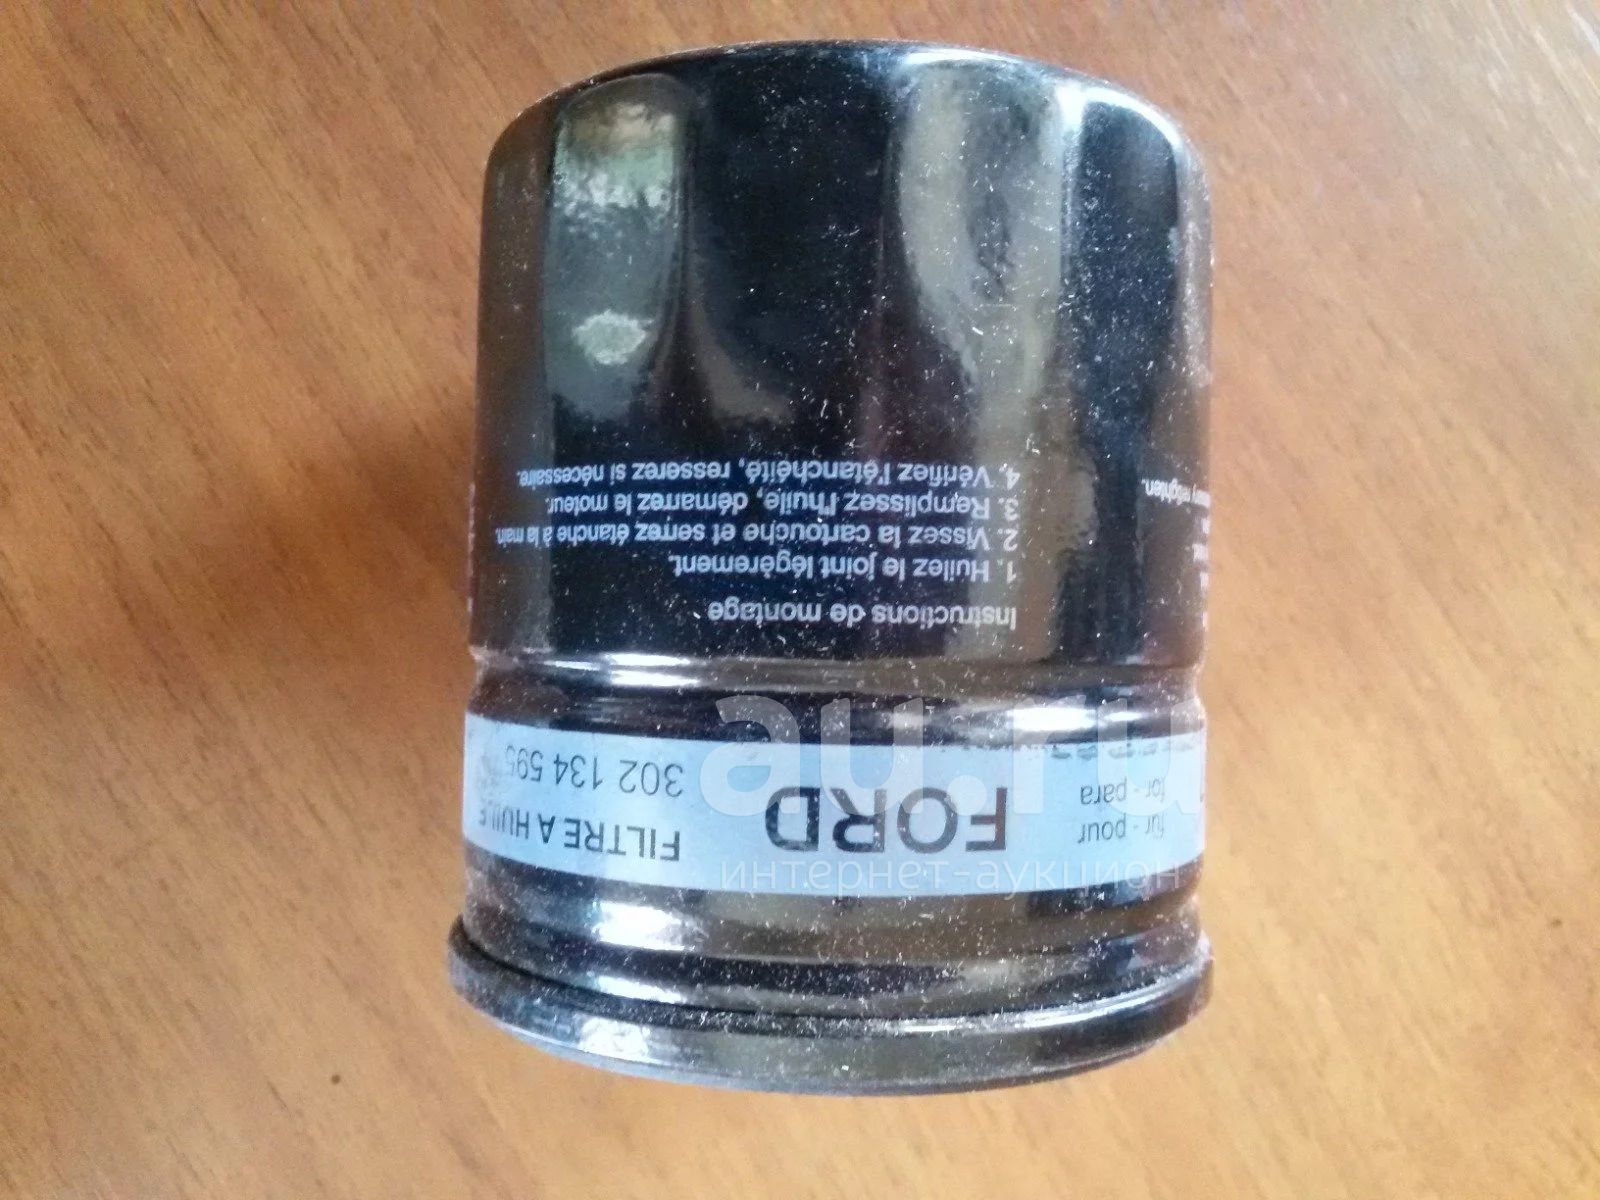 für - pour
for - para
FORD
FILTRE A HUILE
302 134 595
Instructions de montage
1. Huilez le joint légèrement.
2. Vissez la cartouche et serrez étanche à la main.
3. Remplissez l'huile, démarrez le moteur.
4. Vérifiez l'étanchéité, resserez si nécessaire.
au.ru
интернет-аукцион